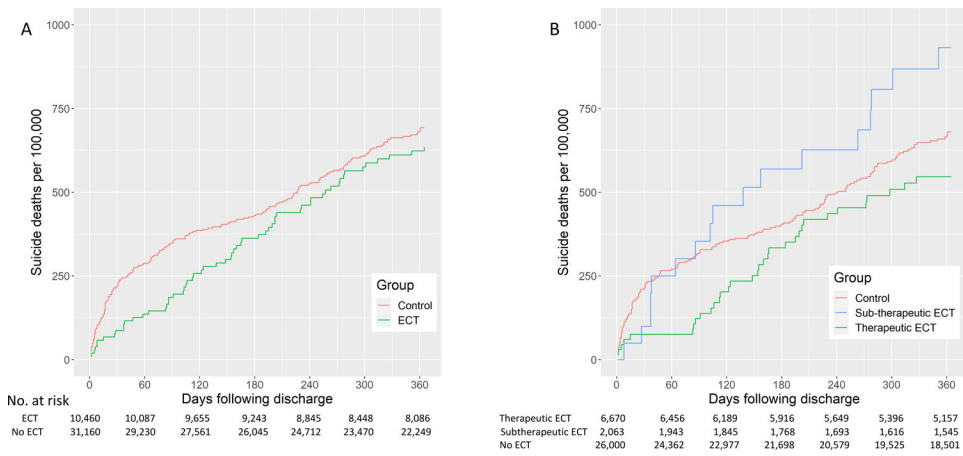 A
1000
750
500
250
0
Suicide deaths per 100,000
Group
Control
ECT
0 60 120 180 240 300 360
Days following discharge
No. at risk
ECT 10,460 10,087 9,655 9,243 8,845 8,448 8,086
No ECT 31,160 29,230 27,561 26,045 24,712 23,470 22,249
B
1000
750
500
250
0
Suicide deaths per 100,000
Group
Control
Sub-therapeutic ECT
Therapeutic ECT
0 60 120 180 240 300 360
Days following discharge
Therapeutic ECT 6,670 6,456 6,189 5,916 5,649 5,396 5,157
Subtherapeutic ECT 2,063 1,943 1,845 1,768 1,693 1,616 1,545
No ECT 26,000 24,362 22,977 21,698 20,579 19,525 18,501